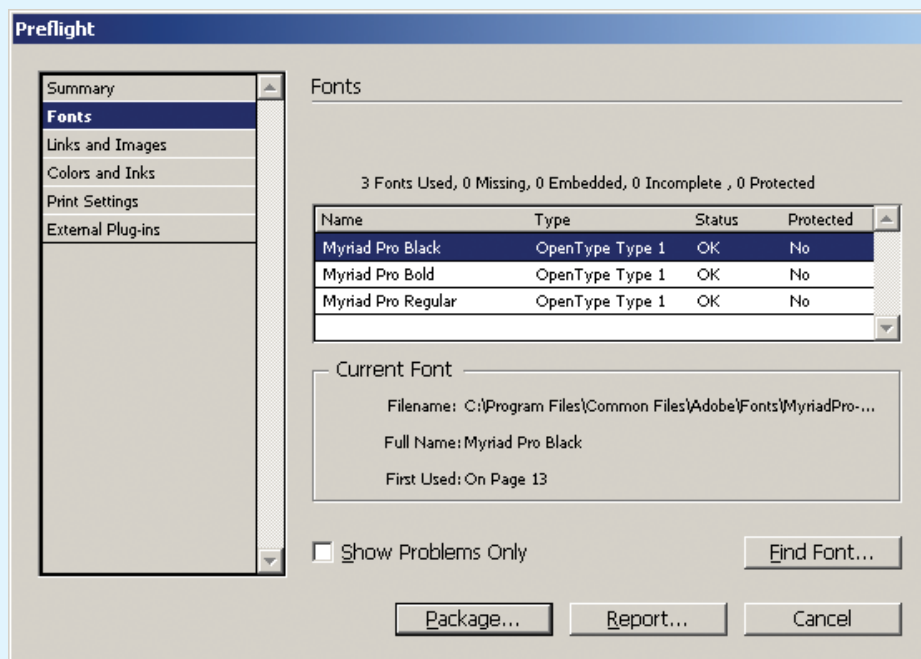 Preflight
Summary
Fonts
Links and Images
Colors and Inks
Print Settings
External Plug-ins
Fonts
3 Fonts Used, 0 Missing, 0 Embedded, 0 Incomplete , 0 Protected
Name Type Status Protected
Myriad Pro Black OpenType Type 1 OK No
Myriad Pro Bold OpenType Type 1 OK No
Myriad Pro Regular OpenType Type 1 OK No
Current Font
Filename: C:\Program Files\Common Files\Adobe\Fonts\MyriadPro-...
Full Name: Myriad Pro Black
First Used: On Page 13
Show Problems Only
Find Font...
Package... Report... Cancel